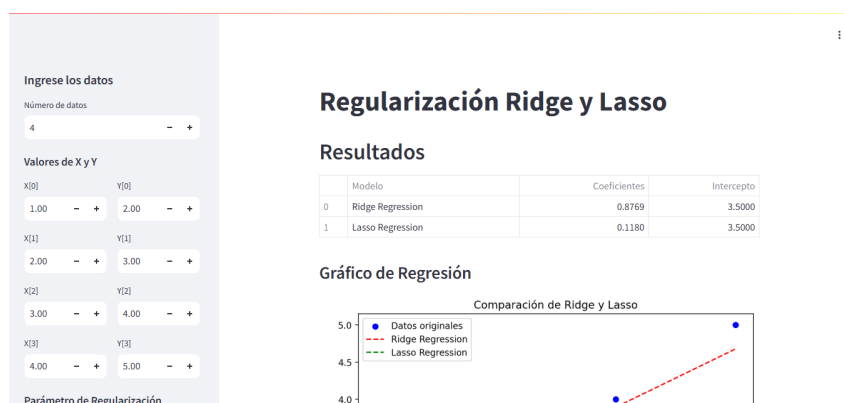 Ingrese los datos
Número de datos
4 - +
Valores de X y Y
X[0] Y[0]
1.00 - + 2.00 - +
X[1] Y[1]
2.00 - + 3.00 - +
X[2] Y[2]
3.00 - + 4.00 - +
X[3] Y[3]
4.00 - + 5.00 - +
Parámetro de Regularización
Regularización Ridge y Lasso
Resultados
Modelo Coeficientes Intercepto
0 Ridge Regression 0.8769 3.5000
1 Lasso Regression 0.1180 3.5000
Gráfico de Regresión
Comparación de Ridge y Lasso
Datos originales
Ridge Regression
Lasso Regression
5.0
4.5
4.0